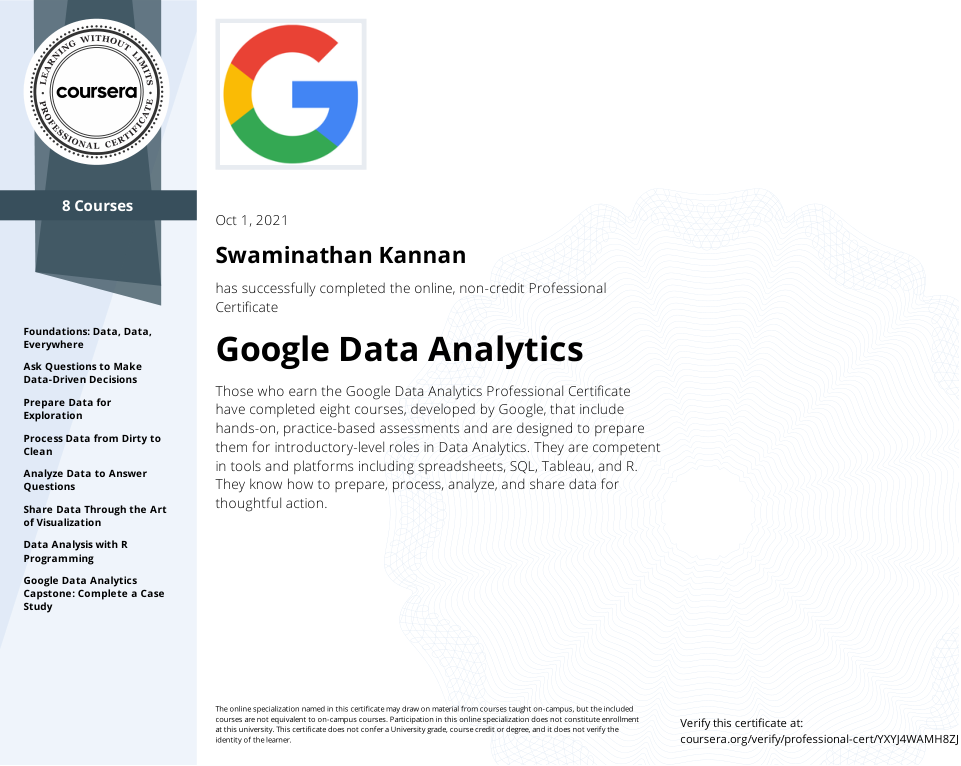 LEARNING WITHOUT LIMITS
coursera
PROFESSIONAL CERTIFICATE
8 Courses
Foundations: Data, Data,
Everywhere
Ask Questions to Make
Data-Driven Decisions
Prepare Data for
Exploration
Process Data from Dirty to
Clean
Analyze Data to Answer
Questions
Share Data Through the Art
of Visualization
Data Analysis with R
Programming
Google Data Analytics
Capstone: Complete a Case
Study
G
Oct 1, 2021
Swaminathan Kannan
has successfully completed the online, non-credit Professional
Certificate
Google Data Analytics
Those who earn the Google Data Analytics Professional Certificate
have completed eight courses, developed by Google, that include
hands-on, practice-based assessments and are designed to prepare
them for introductory-level roles in Data Analytics. They are competent
in tools and platforms including spreadsheets, SQL, Tableau, and R.
They know how to prepare, process, analyze, and share data for
thoughtful action.
The online specialization named in this certificate may draw on material from courses taught on-campus, but the included
courses are not equivalent to on-campus courses. Participation in this online specialization does not constitute enrollment
at this university. This certificate does not confer a University grade, course credit or degree, and it does not verify the
identity of the learner.
Verify this certificate at:
coursera.org/verify/professional-cert/YXYJ4WAMH8ZJ